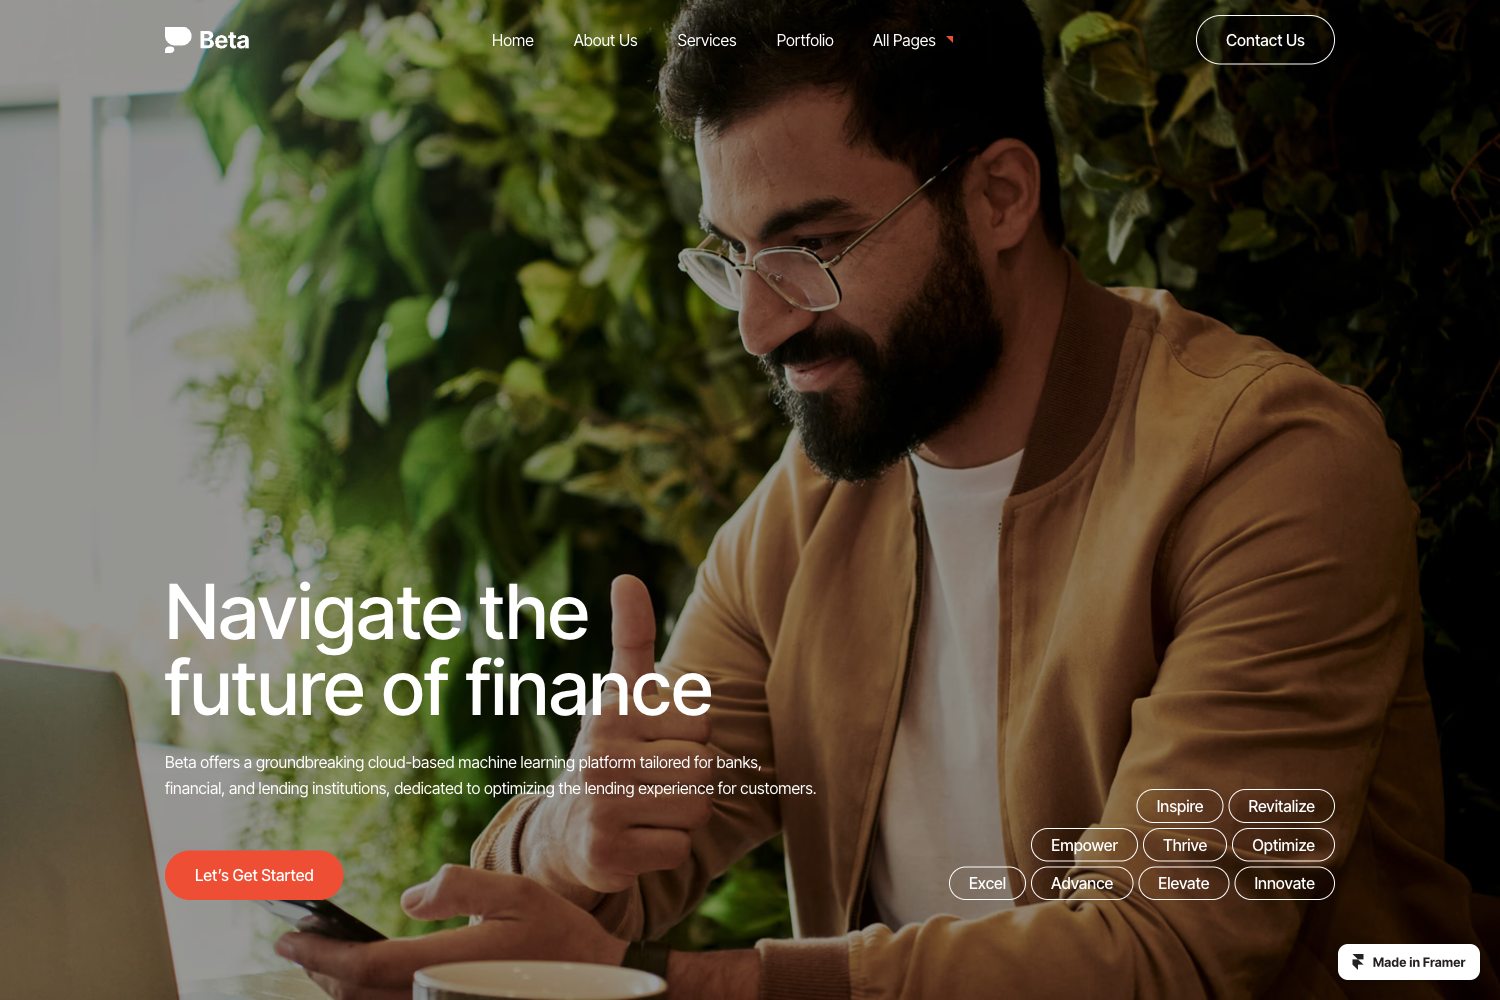 Beta
Home
About Us
Services
Portfolio
All Pages
Contact Us
Navigate the
future of finance
Beta offers a groundbreaking cloud-based machine learning platform tailored for banks,
financial, and lending institutions, dedicated to optimizing the lending experience for customers.
Let’s Get Started
Inspire
Revitalize
Empower
Thrive
Optimize
Excel
Advance
Elevate
Innovate
Made in Framer